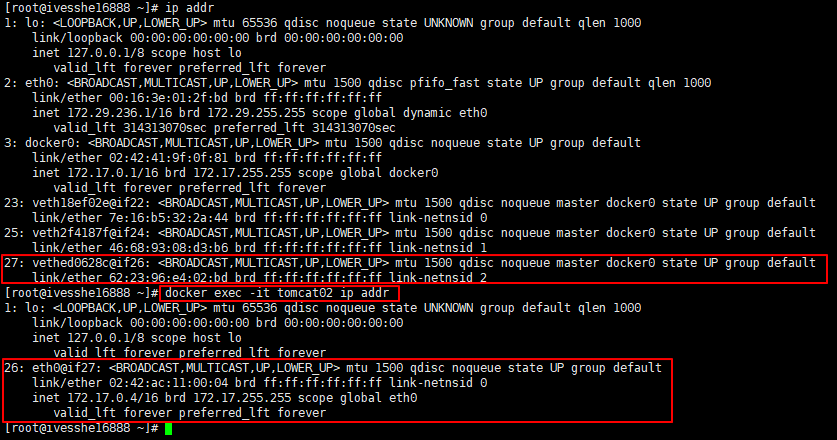 [root@ivesshe16888 ~]# ip addr
1: lo: <LOOPBACK,UP,LOWER_UP> mtu 65536 qdisc noqueue state UNKNOWN group default qlen 1000
    link/loopback 00:00:00:00:00:00 brd 00:00:00:00:00:00
    inet 127.0.0.1/8 scope host lo
       valid_lft forever preferred_lft forever
2: eth0: <BROADCAST,MULTICAST,UP,LOWER_UP> mtu 1500 qdisc pfifo_fast state UP group default qlen 1000
    link/ether 00:16:3e:01:2f:bd brd ff:ff:ff:ff:ff:ff
    inet 172.29.236.1/16 brd 172.29.255.255 scope global dynamic eth0
       valid_lft 314313070sec preferred_lft 314313070sec
3: docker0: <BROADCAST,MULTICAST,UP,LOWER_UP> mtu 1500 qdisc noqueue state UP group default
    link/ether 02:42:41:9f:0f:81 brd ff:ff:ff:ff:ff:ff
    inet 172.17.0.1/16 brd 172.17.255.255 scope global docker0
       valid_lft forever preferred_lft forever
23: veth18ef02e@if22: <BROADCAST,MULTICAST,UP,LOWER_UP> mtu 1500 qdisc noqueue master docker0 state UP group default
    link/ether 7e:16:b5:32:2a:44 brd ff:ff:ff:ff:ff:ff link-netnsid 0
25: veth2f4187f@if24: <BROADCAST,MULTICAST,UP,LOWER_UP> mtu 1500 qdisc noqueue master docker0 state UP group default
    link/ether 46:68:93:08:d3:b6 brd ff:ff:ff:ff:ff:ff link-netnsid 1
27: vethed0628c@if26: <BROADCAST,MULTICAST,UP,LOWER_UP> mtu 1500 qdisc noqueue master docker0 state UP group default
    link/ether 62:23:96:e4:02:bd brd ff:ff:ff:ff:ff:ff link-netnsid 2
[root@ivesshe16888 ~]# docker exec -it tomcat02 ip addr
1: lo: <LOOPBACK,UP,LOWER_UP> mtu 65536 qdisc noqueue state UNKNOWN group default qlen 1000
    link/loopback 00:00:00:00:00:00 brd 00:00:00:00:00:00
    inet 127.0.0.1/8 scope host lo
       valid_lft forever preferred_lft forever
26: eth0@if27: <BROADCAST,MULTICAST,UP,LOWER_UP> mtu 1500 qdisc noqueue state UP group default
    link/ether 02:42:ac:11:00:04 brd ff:ff:ff:ff:ff:ff link-netnsid 0
    inet 172.17.0.4/16 brd 172.17.255.255 scope global eth0
       valid_lft forever preferred_lft forever
[root@ivesshe16888 ~]#